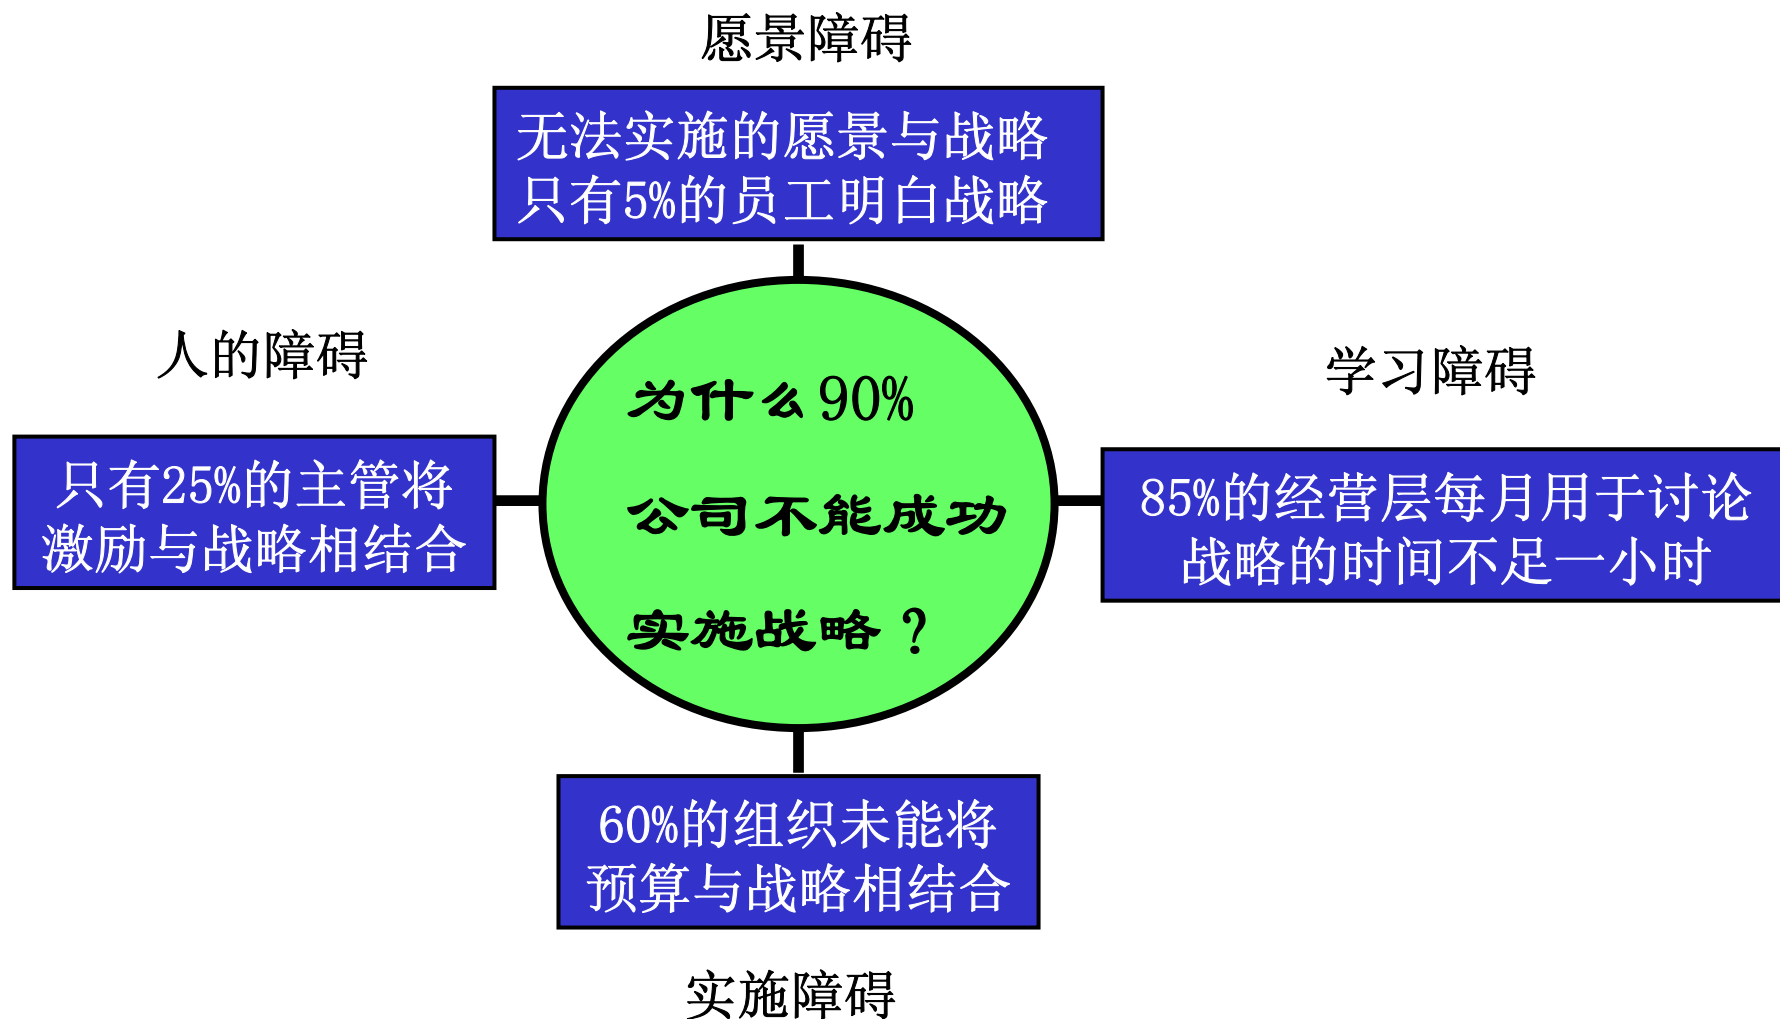 愿景障碍
无法实施的愿景与战略
只有5%的员工明白战略
人的障碍
只有25%的主管将
激励与战略相结合
为什么90%
公司不能成功
实施战略？
学习障碍
85%的经营层每月用于讨论
战略的时间不足一小时
60%的组织未能将
预算与战略相结合
实施障碍